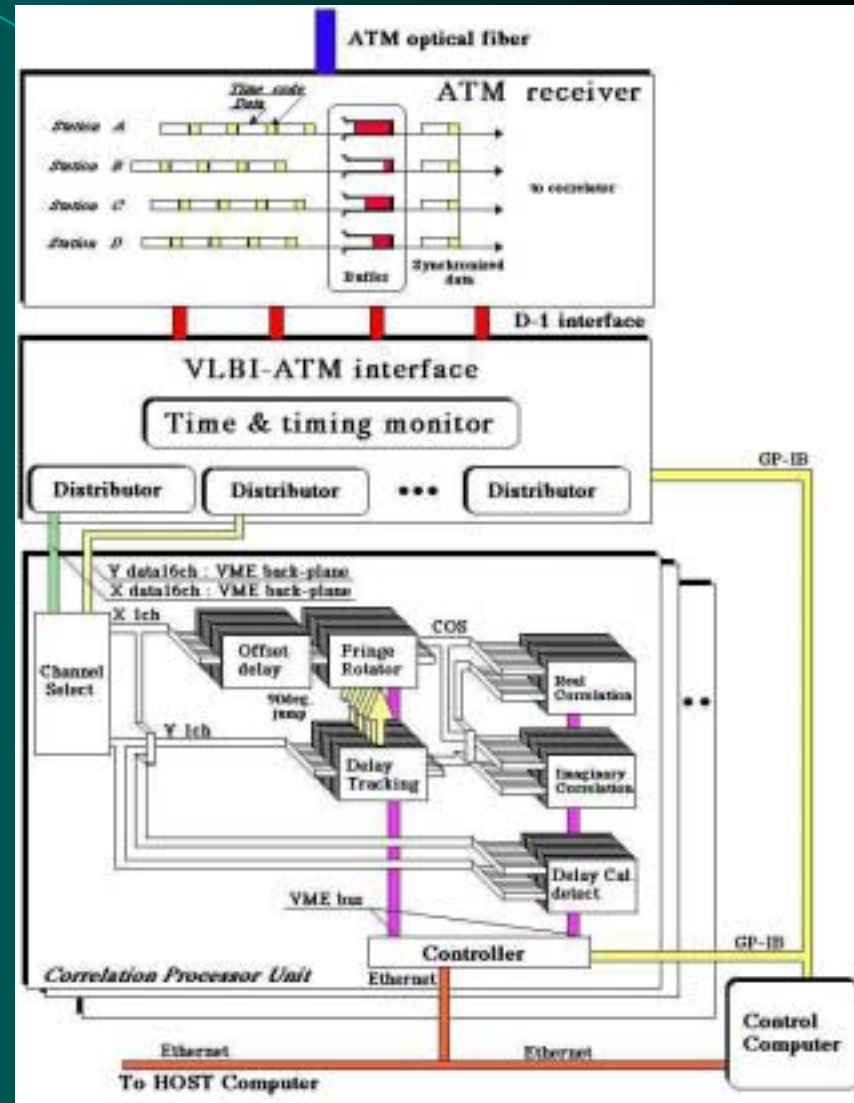 ATM optical fiber
ATM receiver
Time code
Data
Station A
Station B
Station C
Station D
to correlator
Buffer
Synchronized
data
D-1 interface
VLBI-ATM interface
Time & timing monitor
GP-IB
Distributor
Distributor
•••
Distributor
Y data16ch : VME back-plane
X data16ch : VME back-plane
X 1ch
COS
Channel
Select
Offset
delay
Fringe
Rotator
Real
Correlation
90deg.
jump
••
Y 1ch
Delay
Tracking
Imaginary
Correlation
Delay Cal.
detect
VME bus
Controller
GP-IB
Correlation Processor Unit
Ethernet
Control
Computer
Ethernet
Ethernet
To HOST Computer